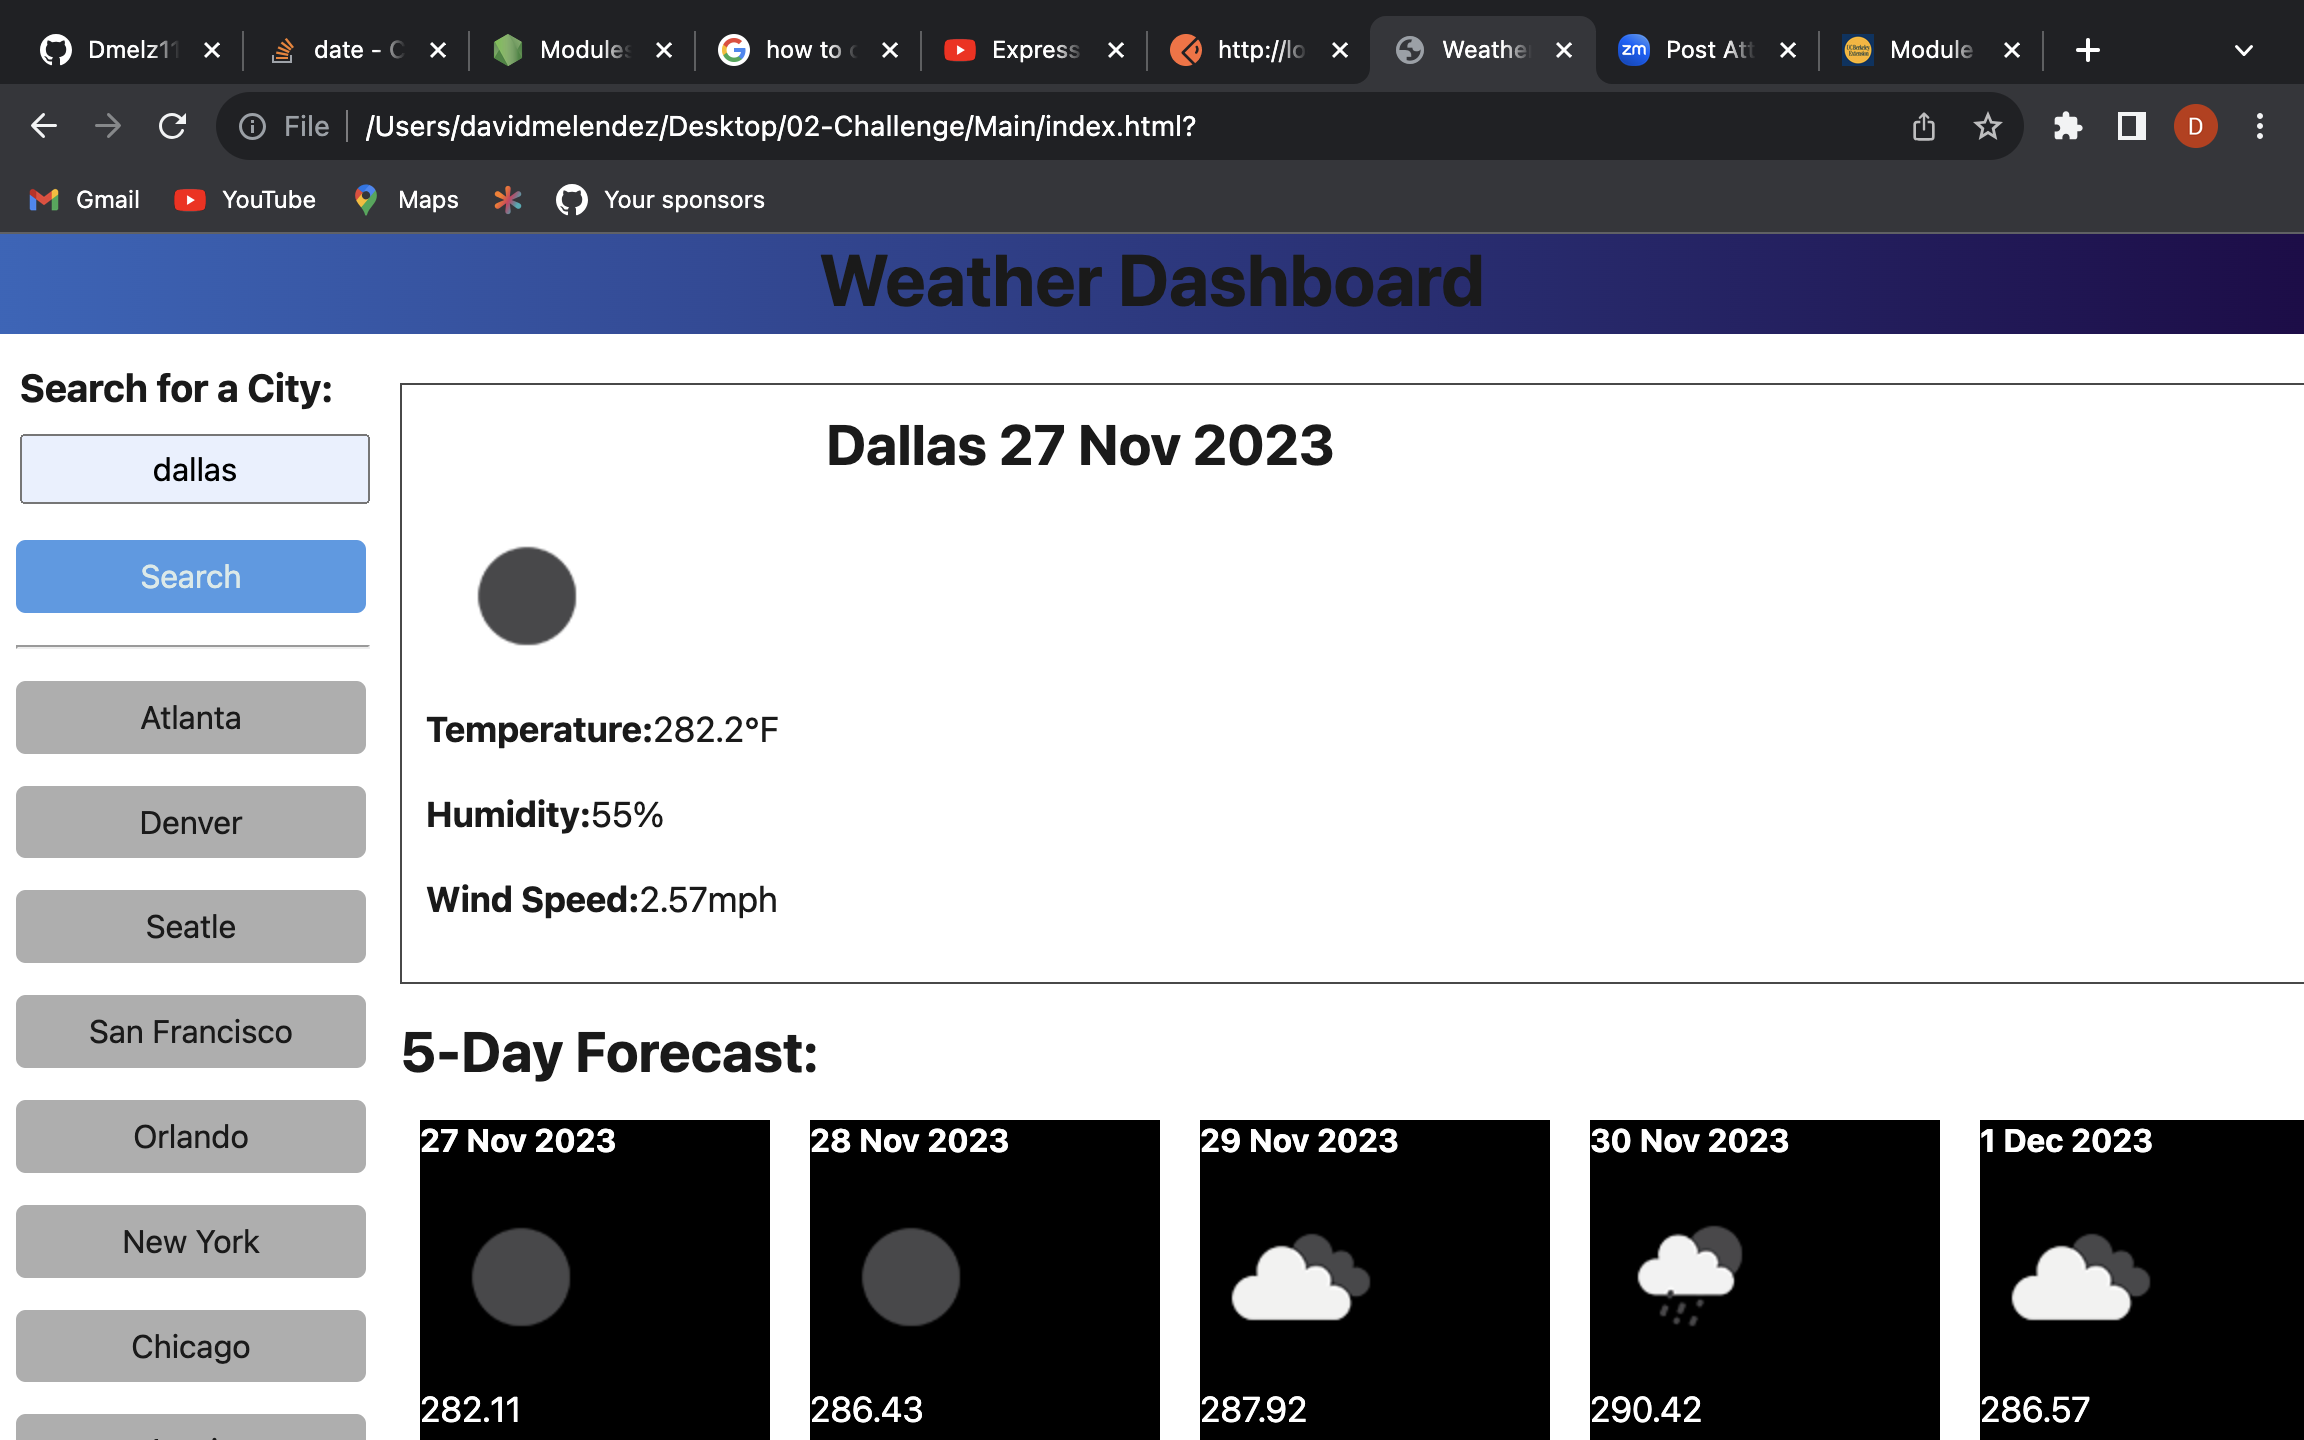 Dmelz11
date - C
Modules
how to c
Express
http://lo
Weather
Post Att
Module
File
/Users/davidmelendez/Desktop/02-Challenge/Main/index.html?
D
Gmail
YouTube
Maps
Your sponsors
Weather Dashboard
Search for a City:
dallas
Search
Atlanta
Denver
Seatle
San Francisco
Orlando
New York
Chicago
Dallas 27 Nov 2023
Temperature:282.2°F
Humidity:55%
Wind Speed:2.57mph
5-Day Forecast:
27 Nov 2023
282.11
28 Nov 2023
286.43
29 Nov 2023
287.92
30 Nov 2023
290.42
1 Dec 2023
286.57